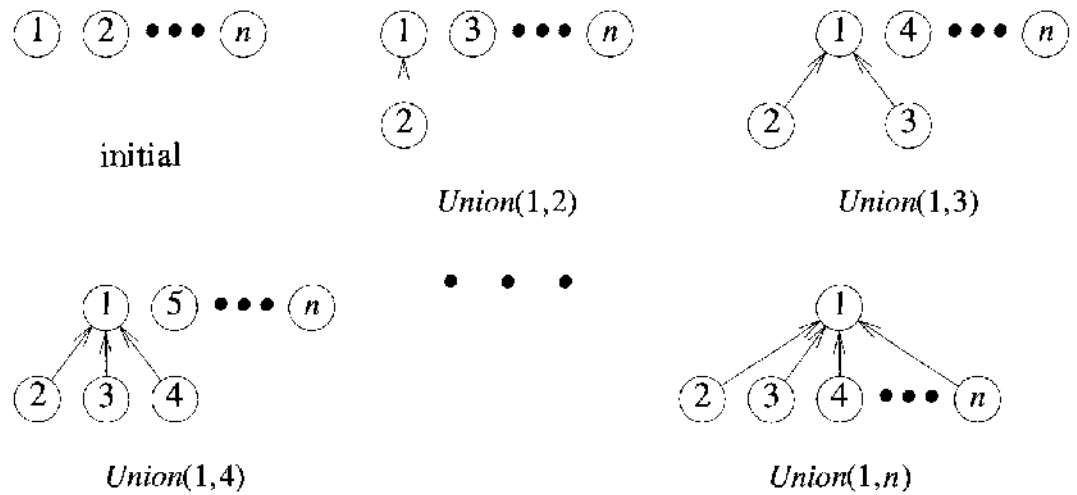 1 2 ••• n
1 3 ••• n
1 4 ••• n
2
2 3
initial
Union(1,2)
Union(1,3)
• • •
1 5 ••• n
1
2 3 4
2 3 4 ••• n
Union(1,4)
Union(1,n)